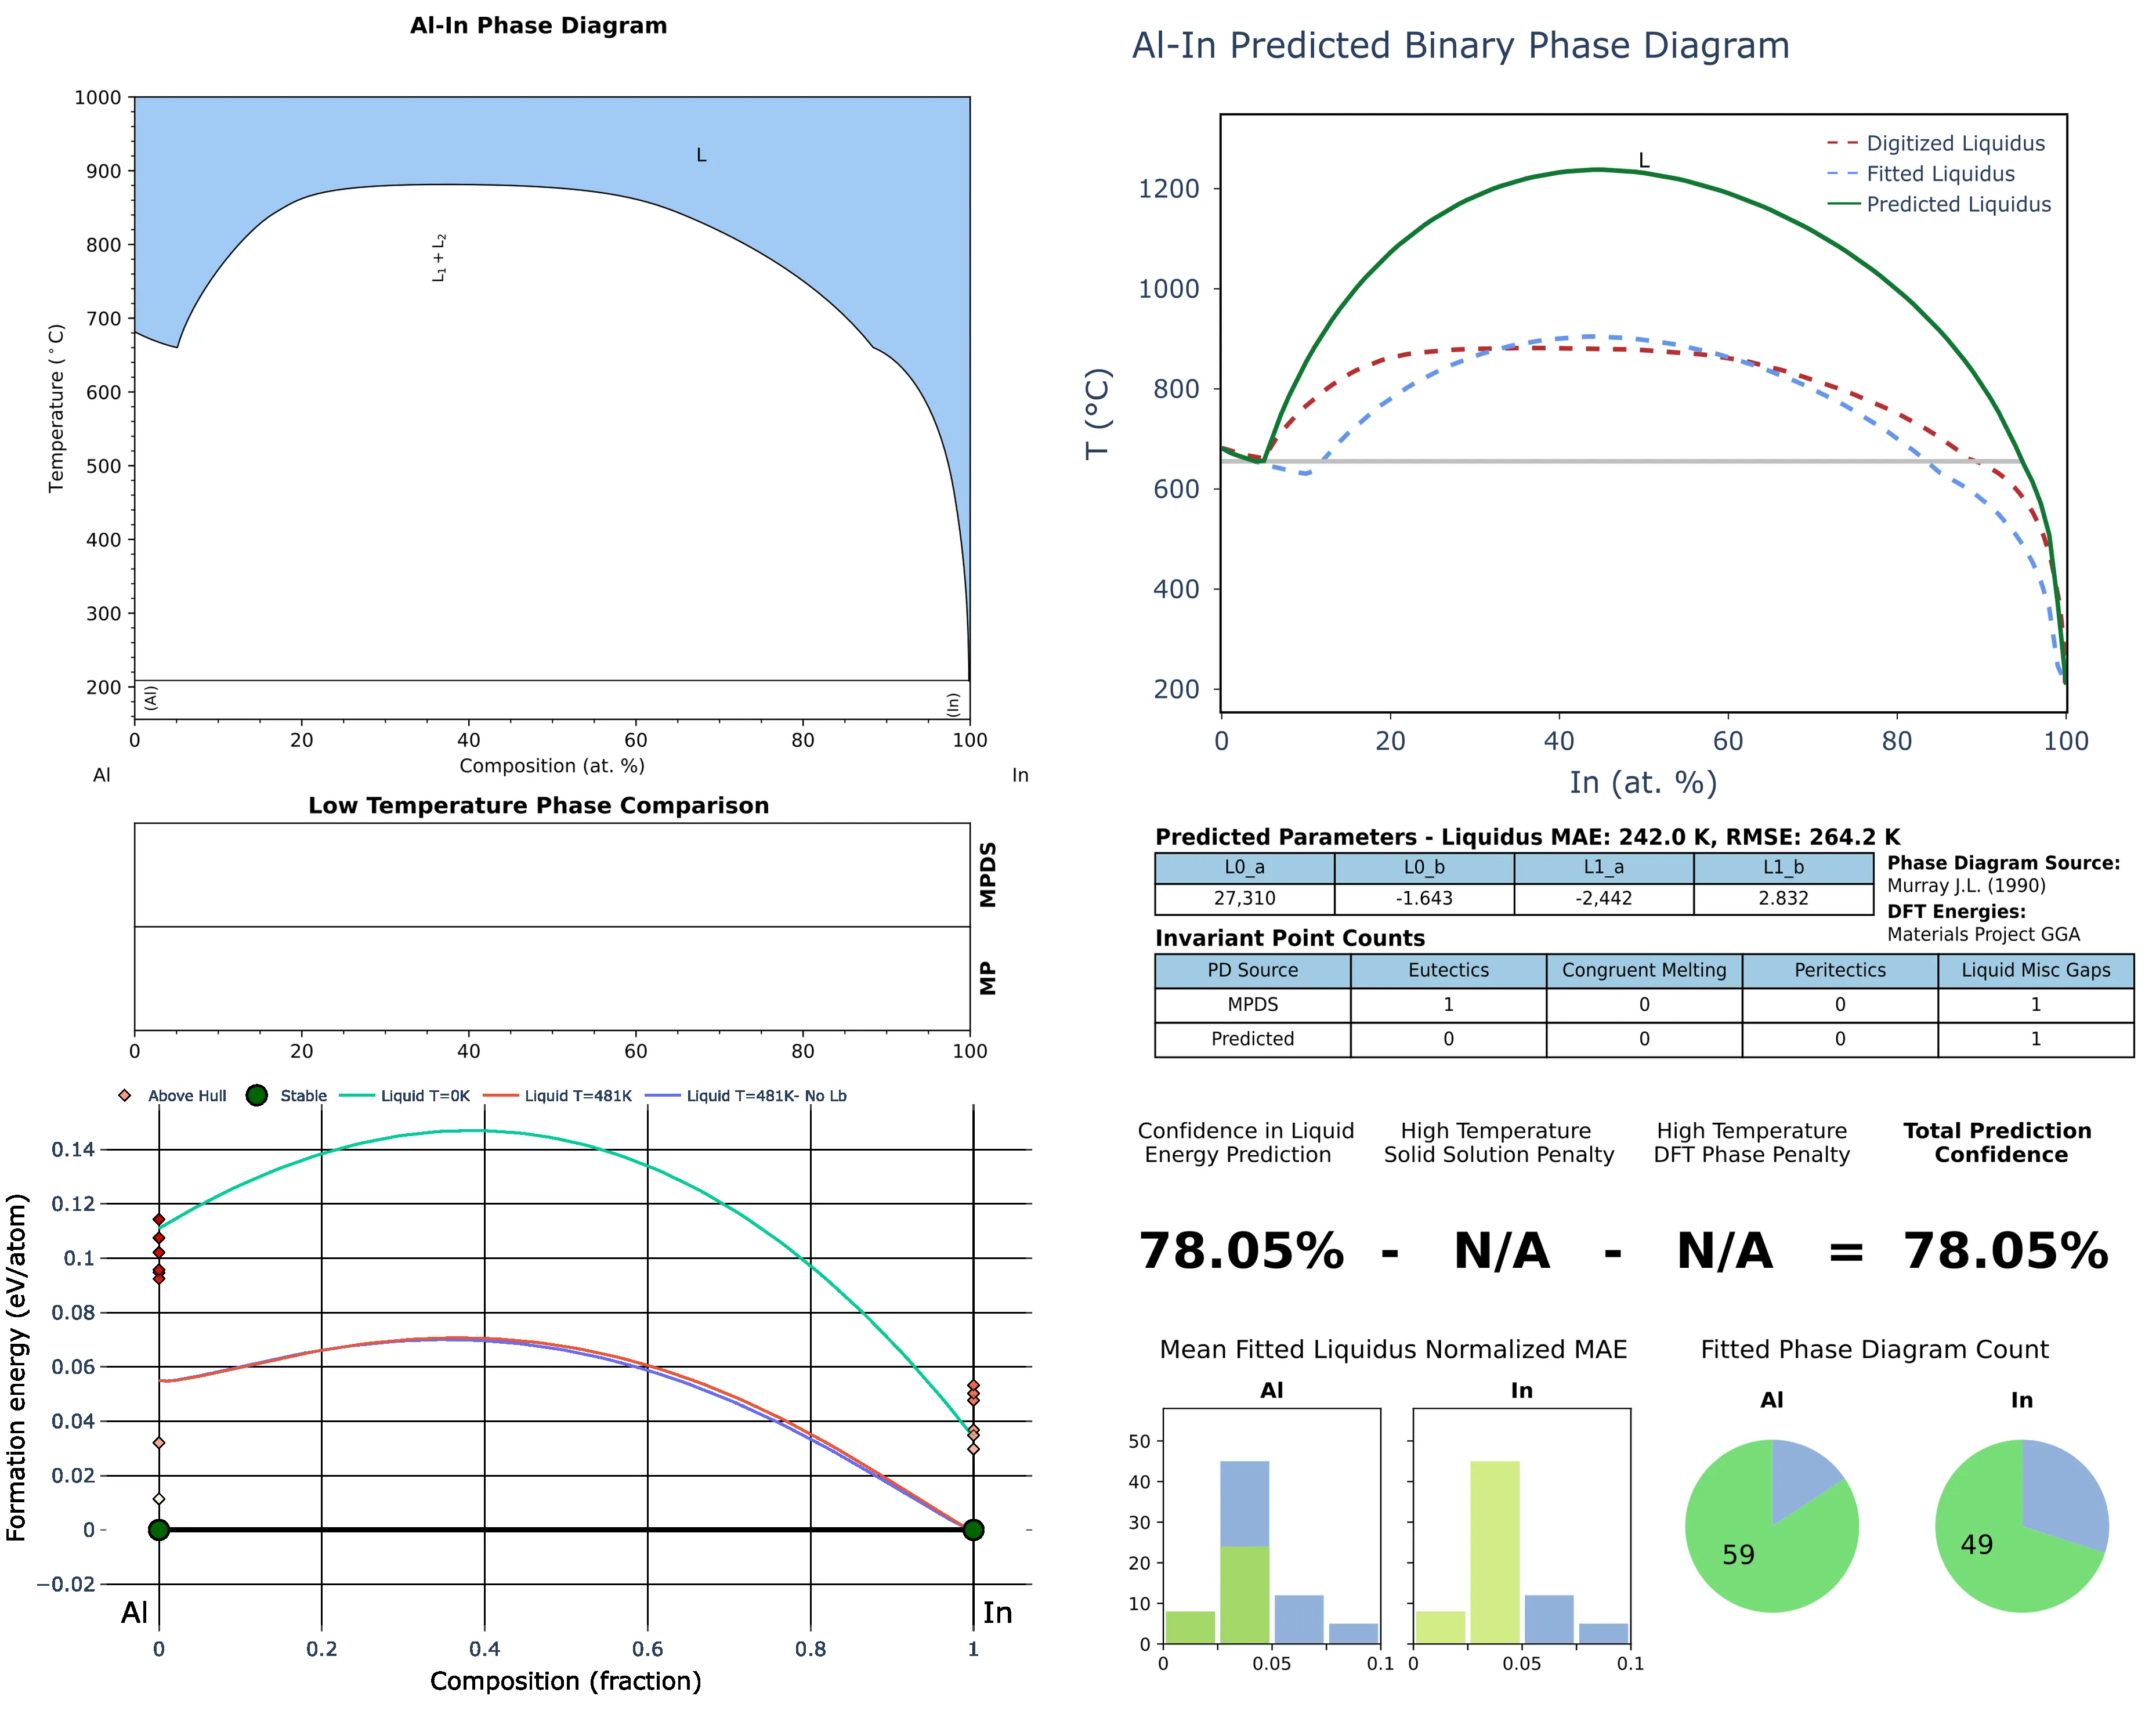 Al-In Phase Diagram
1000
900
800
700
600
500
400
300
200
Temperature (°C)
L
L1 + L2
(Al)
(In)
0 20 40 60 80 100
Composition (at. %)
Al In
Al-In Predicted Binary Phase Diagram
Digitized Liquidus
Fitted Liquidus
Predicted Liquidus
L
1200
1000
800
600
400
200
T (°C)
0 20 40 60 80 100
In (at. %)
Low Temperature Phase Comparison
MPDS
MP
0 20 40 60 80 100
Predicted Parameters - Liquidus MAE: 242.0 K, RMSE: 264.2 K
L0_a L0_b L1_a L1_b
27,310 -1.643 -2,442 2.832
Phase Diagram Source:
Murray J.L. (1990)
DFT Energies:
Materials Project GGA
Invariant Point Counts
PD Source Eutectics Congruent Melting Peritectics Liquid Misc Gaps
MPDS 1 0 0 1
Predicted 0 0 0 1
Above Hull Stable Liquid T=0K Liquid T=481K Liquid T=481K- No Lb
0.14
0.12
0.1
0.08
0.06
0.04
0.02
0
−0.02
Formation energy (eV/atom)
Al In
0 0.2 0.4 0.6 0.8 1
Composition (fraction)
Confidence in Liquid
Energy Prediction
High Temperature
Solid Solution Penalty
High Temperature
DFT Phase Penalty
Total Prediction
Confidence
78.05% - N/A - N/A = 78.05%
Mean Fitted Liquidus Normalized MAE
Al In
50
40
30
20
10
0
0 0.05 0.1 0 0.05 0.1
Fitted Phase Diagram Count
Al In
59 49